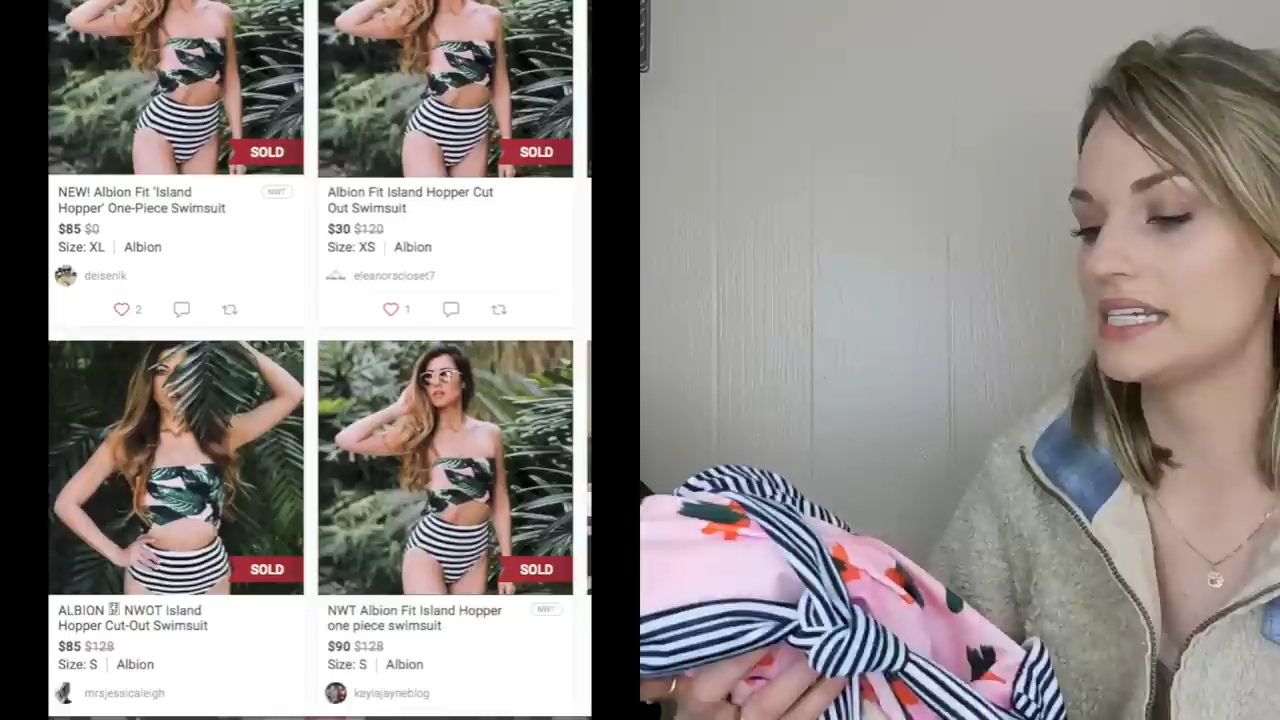 SOLD
SOLD
NEW! Albion Fit 'Island
Hopper' One-Piece Swimsuit
NWT
$85 $0
Size: XL | Albion
deisenik
2
Albion Fit Island Hopper Cut
Out Swimsuit
$30 $120
Size: XS | Albion
eleanorscloset7
1
SOLD
SOLD
ALBION NWOT Island
Hopper Cut-Out Swimsuit
$85 $128
Size: S | Albion
mrsjessicaleigh
NWT Albion Fit Island Hopper
one piece swimsuit
NWT
$90 $128
Size: S | Albion
kaylajayneblog